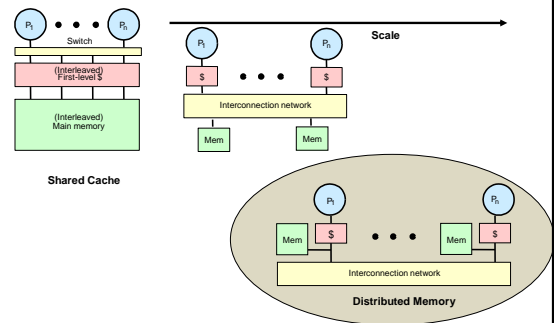 P1 Pn
Switch
(Interleaved)
First-level $
(Interleaved)
Main memory
Shared Cache
Scale
P1 Pn
$ $
Interconnection network
Mem Mem
P1 Pn
Mem $ Mem $
Interconnection network
Distributed Memory